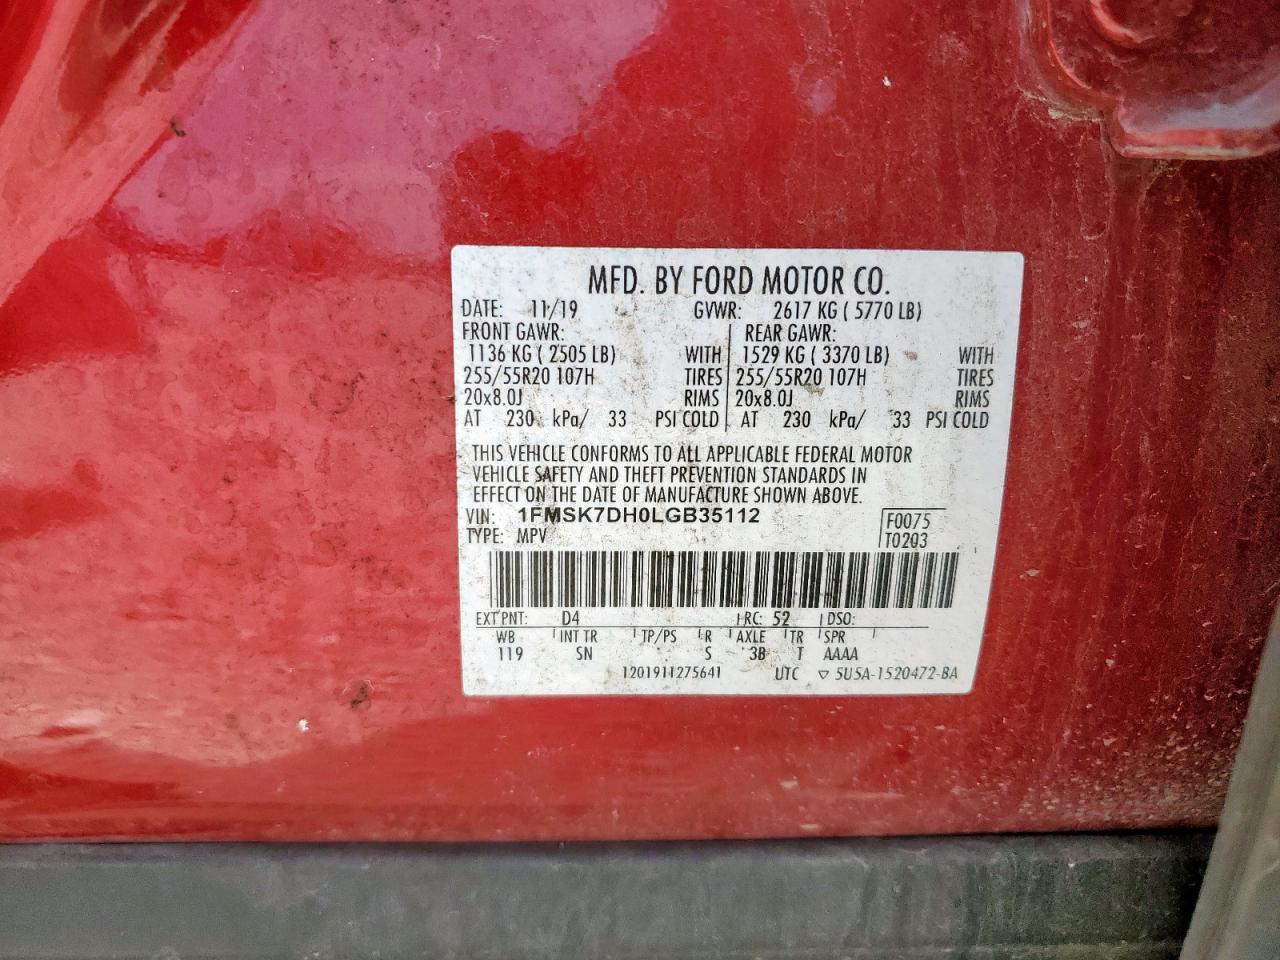 MFD. BY FORD MOTOR CO.
DATE: 11/19 GVWR: 2617 KG ( 5770 LB)
FRONT GAWR: REAR GAWR:
1136 KG ( 2505 LB) WITH 1529 KG ( 3370 LB) WITH
255/55R20 107H TIRES 255/55R20 107H TIRES
20x8.0J RIMS 20x8.0J RIMS
AT 230 kPa/ 33 PSI COLD AT 230 kPa/ 33 PSI COLD
THIS VEHICLE CONFORMS TO ALL APPLICABLE FEDERAL MOTOR
VEHICLE SAFETY AND THEFT PREVENTION STANDARDS IN
EFFECT ON THE DATE OF MANUFACTURE SHOWN ABOVE.
VIN: 1FMSK7DH0LGB35112 F0075
TYPE: MPV T0203
EXT PNT: D4 RC: 52 DSO:
WB INT TR TP/PS R AXLE TR SPR
119 SN S 3B T AAAA
1201911275641 UTC ▽ 5U5A-1520472-BA